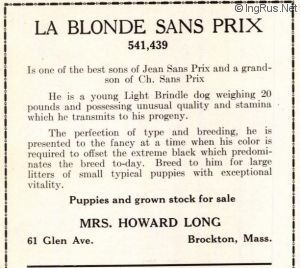 © IngRus.Net
LA BLONDE SANS PRIX
541,439
Is one of the best sons of Jean Sans Prix and a grand-
son of Ch. Sans Prix
He is a young Light Brindle dog weighing 20
pounds and possessing unusual quality and stamina
which he transmits to his progeny.
The perfection of type and breeding, he is
presented to the fancy at a time when his color is
required to offset the extreme black which predomi-
nates the breed to-day. Breed to him for large
litters of small typical puppies with exceptional
vitality.
Puppies and grown stock for sale
MRS. HOWARD LONG
61 Glen Ave. Brockton, Mass.